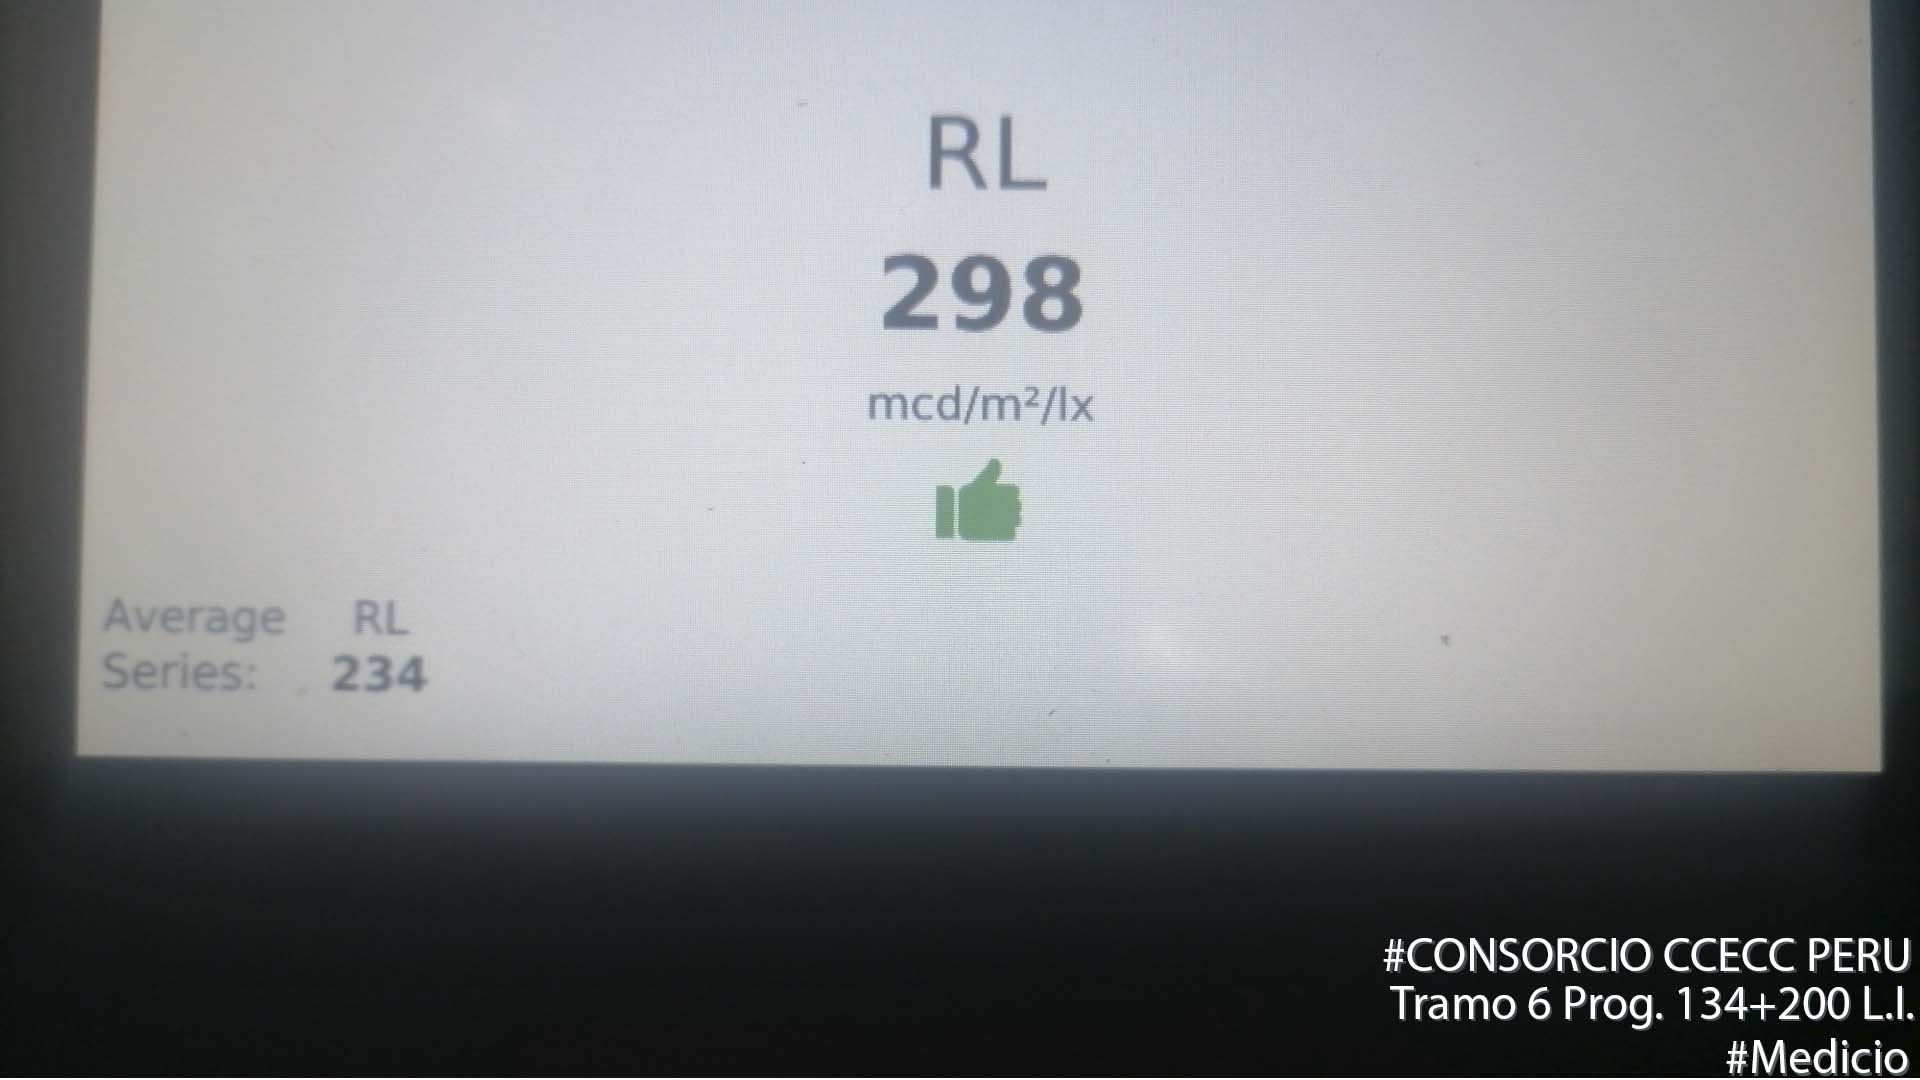 RL
298
mcd/m²/lx
Average RL
Series: 234
#CONSORCIO CCECC PERU
Tramo 6 Prog. 134+200 L.I.
#Medicio